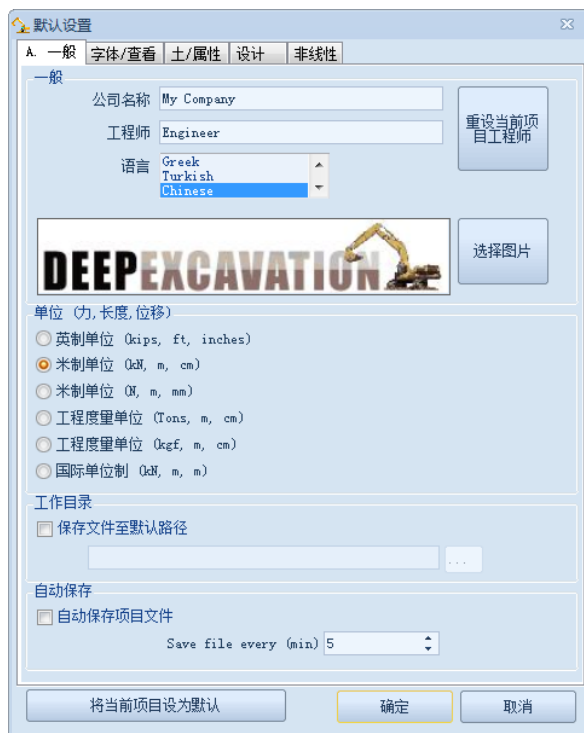 默认设置
A. 一般 字体/查看 土/属性 设计 非线性
一般
公司名称 My Company
重设当前项目工程师
工程师 Engineer
语言 Greek
Turkish
Chinese
DEEPEXCAVATION
选择图片
单位 (力,长度,位移)
英制单位 (kips, ft, inches)
米制单位 (kN, m, cm)
米制单位 (N, m, mm)
工程度量单位 (Tons, m, cm)
工程度量单位 (kgf, m, cm)
国际单位制 (kN, m, m)
工作目录
保存文件至默认路径
...
自动保存
自动保存项目文件
Save file every (min) 5
将当前项目设为默认 确定 取消